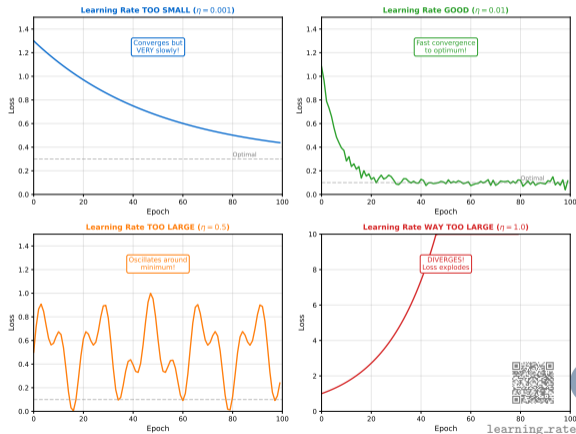 Learning Rate TOO SMALL (η = 0.001)
1.4
1.2
1.0
0.8
0.6
0.4
0.2
0.0
Loss
Converges but
VERY slowly!
Optimal
0 20 40 60 80 100
Epoch
Learning Rate GOOD (η = 0.01)
1.4
1.2
1.0
0.8
0.6
0.4
0.2
0.0
Loss
Fast convergence
to optimum!
Optimal
0 20 40 60 80 100
Epoch
Learning Rate TOO LARGE (η = 0.5)
1.4
1.2
1.0
0.8
0.6
0.4
0.2
0.0
Loss
Oscillates around
minimum!
0 20 40 60 80 100
Epoch
Learning Rate WAY TOO LARGE (η = 1.0)
10
8
6
4
2
0
Loss
DIVERGES!
Loss explodes
0 20 40 60 80 100
Epoch
learning_rate